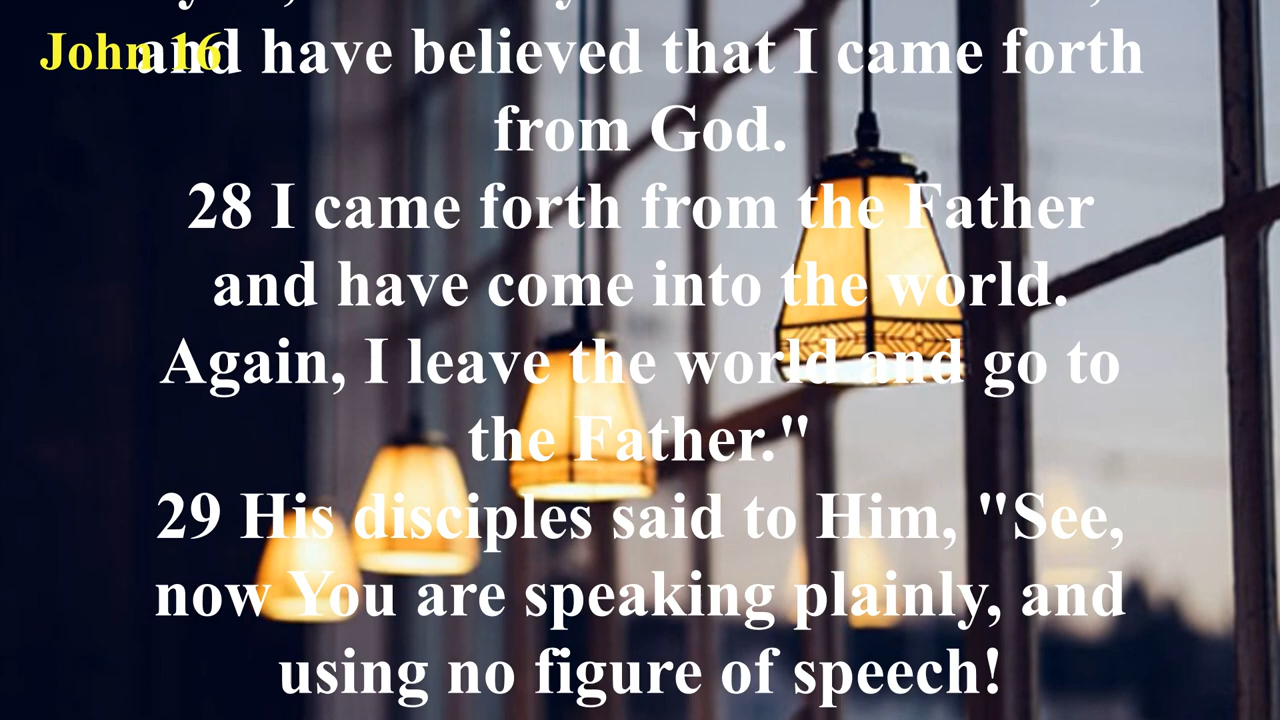 John 16
and have believed that I came forth
from God.
28 I came forth from the Father
and have come into the world.
Again, I leave the world and go to
the Father."
29 His disciples said to Him, "See,
now You are speaking plainly, and
using no figure of speech!